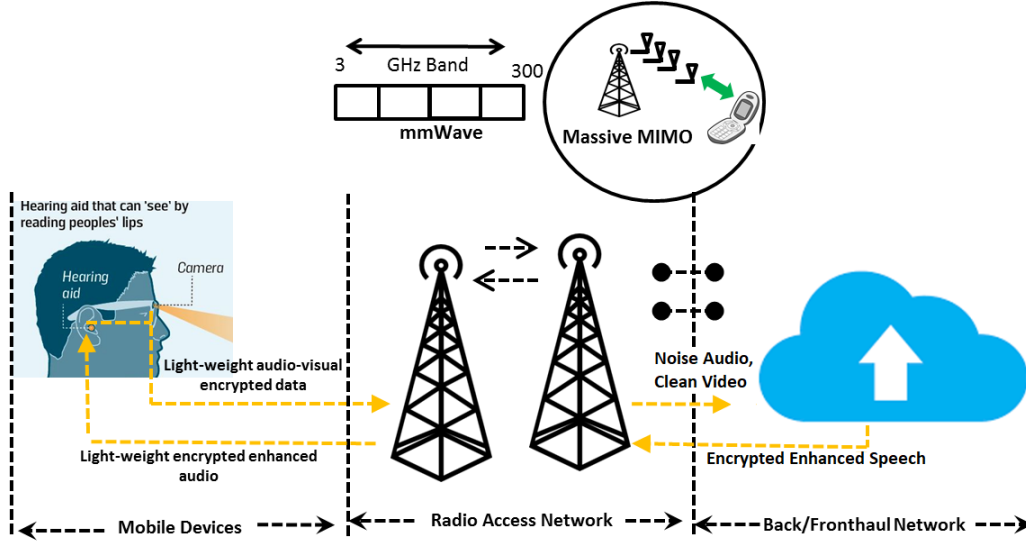 3 GHz Band 300
mmWave
Massive MIMO
Hearing aid that can 'see' by
reading peoples' lips
Camera
Hearing
aid
Light-weight audio-visual
encrypted data
Light-weight encrypted enhanced
audio
Noise Audio,
Clean Video
Encrypted Enhanced Speech
Mobile Devices
Radio Access Network
Back/Fronthaul Network